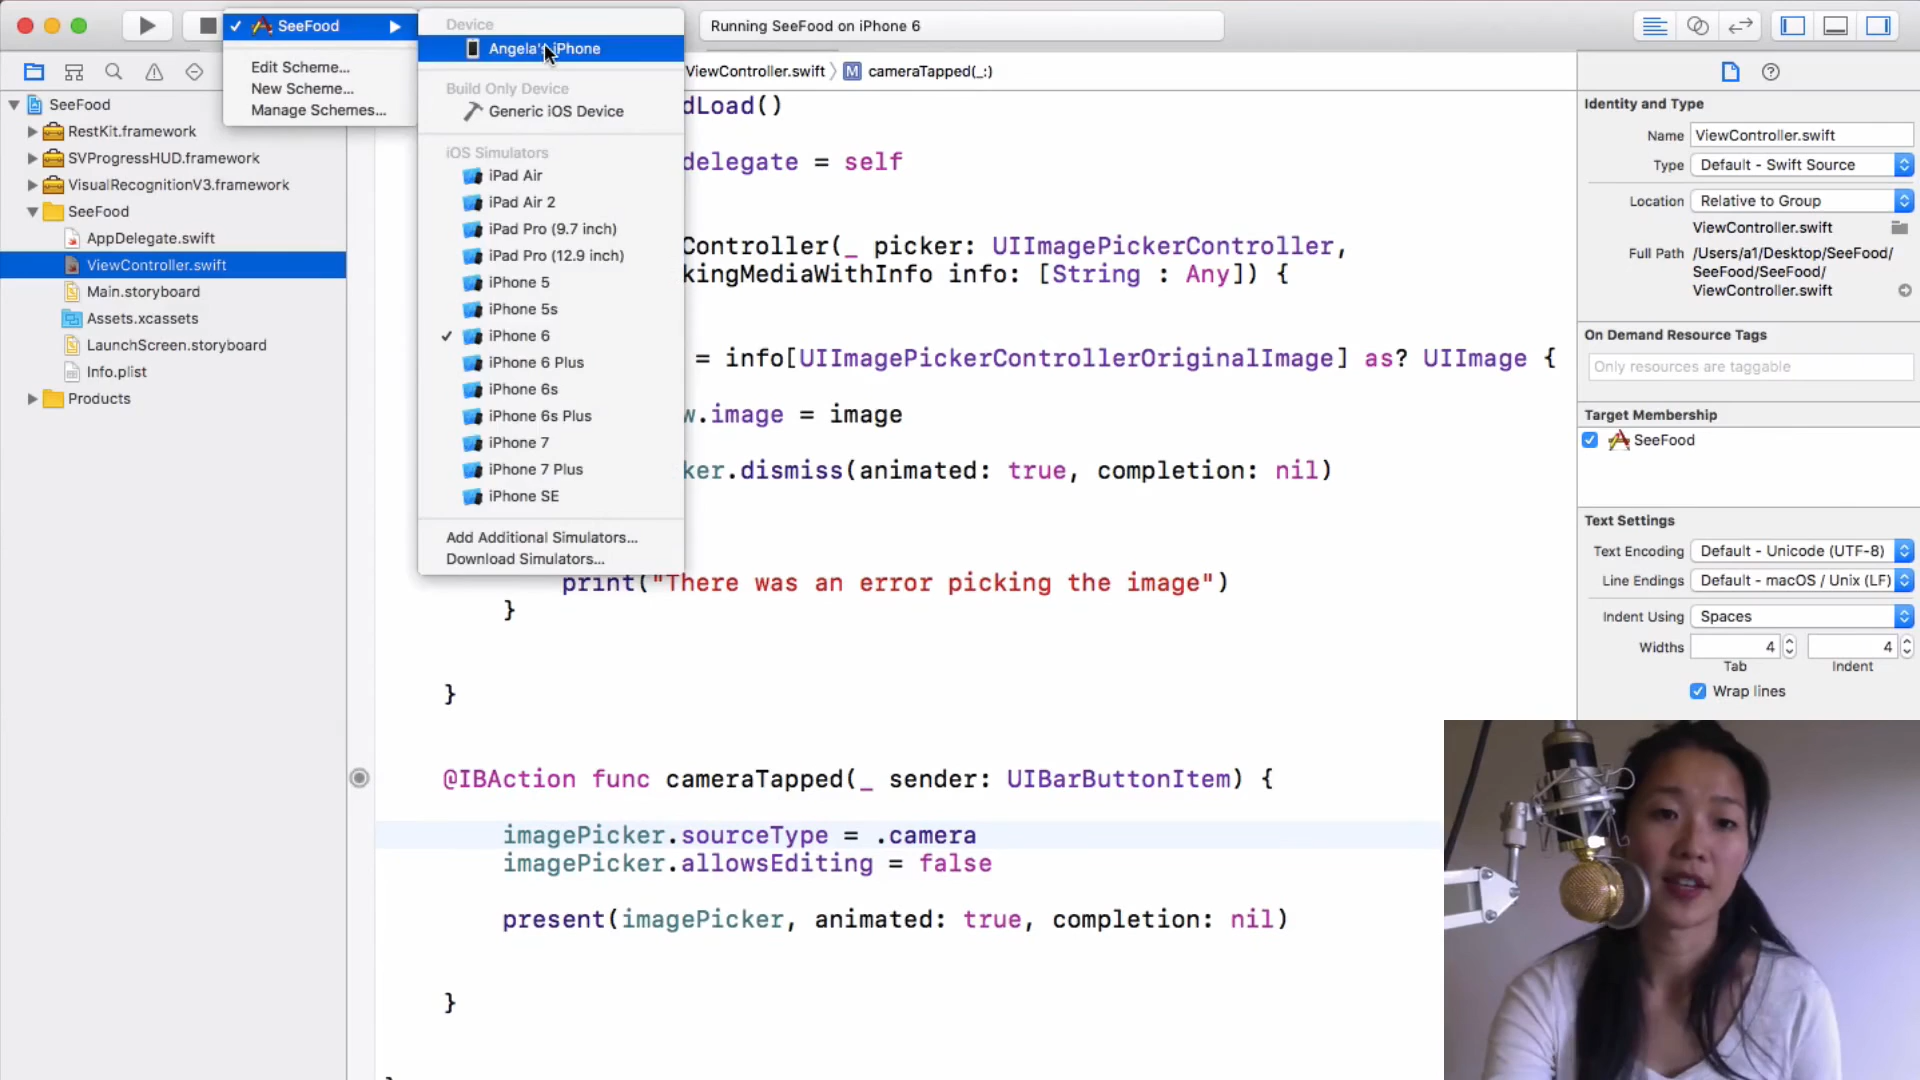 SeeFood
Edit Scheme...
New Scheme...
Manage Schemes...
Device
Angela's iPhone
Build Only Device
Generic iOS Device
iOS Simulators
iPad Air
iPad Air 2
iPad Pro (9.7 inch)
iPad Pro (12.9 inch)
iPhone 5
iPhone 5s
iPhone 6
iPhone 6 Plus
iPhone 6s
iPhone 6s Plus
iPhone 7
iPhone 7 Plus
iPhone SE
Add Additional Simulators...
Download Simulators...
Running SeeFood on iPhone 6
ViewController.swift
M cameraTapped(_:)
SeeFood
RestKit.framework
SVProgressHUD.framework
VisualRecognitionV3.framework
SeeFood
AppDelegate.swift
ViewController.swift
Main.storyboard
Assets.xcassets
LaunchScreen.storyboard
Info.plist
Products
dLoad()
delegate = self
Controller(_ picker: UIImagePickerController,
kingMediaWithInfo info: [String : Any]) {
= info[UIImagePickerControllerOriginalImage] as? UIImage {
w.image = image
ker.dismiss(animated: true, completion: nil)
print("There was an error picking the image")
}
}
@IBAction func cameraTapped(_ sender: UIBarButtonItem) {
imagePicker.sourceType = .camera
imagePicker.allowsEditing = false
present(imagePicker, animated: true, completion: nil)
}
Identity and Type
Name ViewController.swift
Type Default - Swift Source
Location Relative to Group
ViewController.swift
Full Path /Users/a1/Desktop/SeeFood/
SeeFood/SeeFood/
ViewController.swift
On Demand Resource Tags
Only resources are taggable
Target Membership
SeeFood
Text Settings
Text Encoding Default - Unicode (UTF-8)
Line Endings Default - macOS / Unix (LF)
Indent Using Spaces
Widths 4 4
Tab Indent
Wrap lines